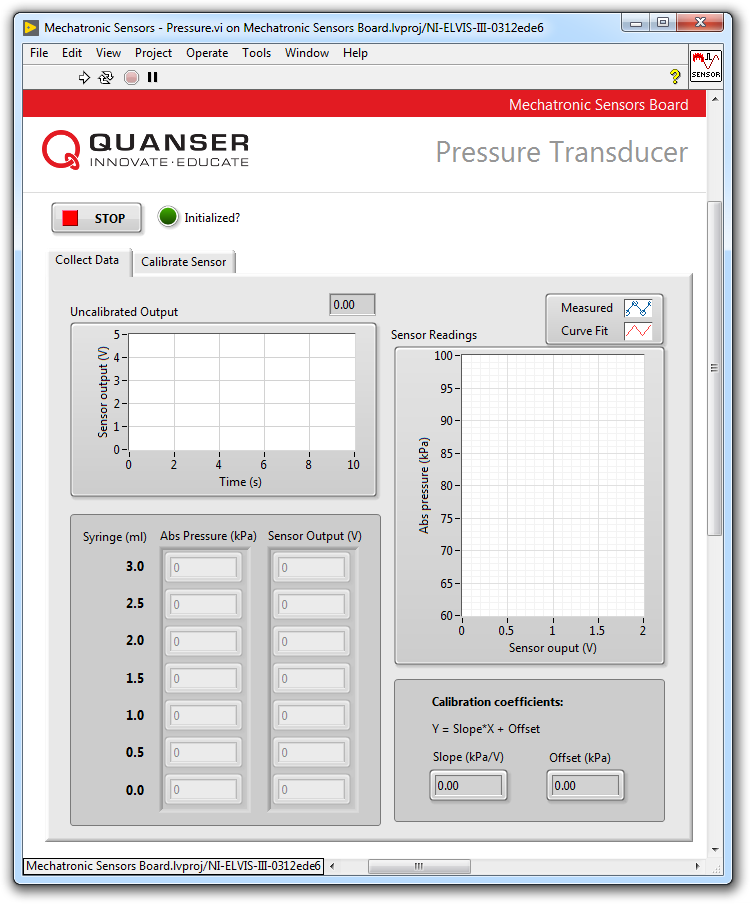 Mechatronic Sensors - Pressure.vi on Mechatronic Sensors Board.lvproj/NI-ELVIS-III-0312ede6
File Edit View Project Operate Tools Window Help
?
SENSOR
Mechatronic Sensors Board
QUANSER
INNOVATE·EDUCATE
Pressure Transducer
STOP
Initialized?
Collect Data
Calibrate Sensor
Uncalibrated Output
0.00
Sensor output (V)
5
4
3
2
1
0
0 2 4 6 8 10
Time (s)
Measured
Curve Fit
Sensor Readings
Abs pressure (kPa)
100
95
90
85
80
75
70
65
60
0 0.5 1 1.5 2
Sensor ouput (V)
Syringe (ml) Abs Pressure (kPa) Sensor Output (V)
3.0 0 0
2.5 0 0
2.0 0 0
1.5 0 0
1.0 0 0
0.5 0 0
0.0 0 0
Calibration coefficients:
Y = Slope*X + Offset
Slope (kPa/V) Offset (kPa)
0.00 0.00
Mechatronic Sensors Board.lvproj/NI-ELVIS-III-0312ede6